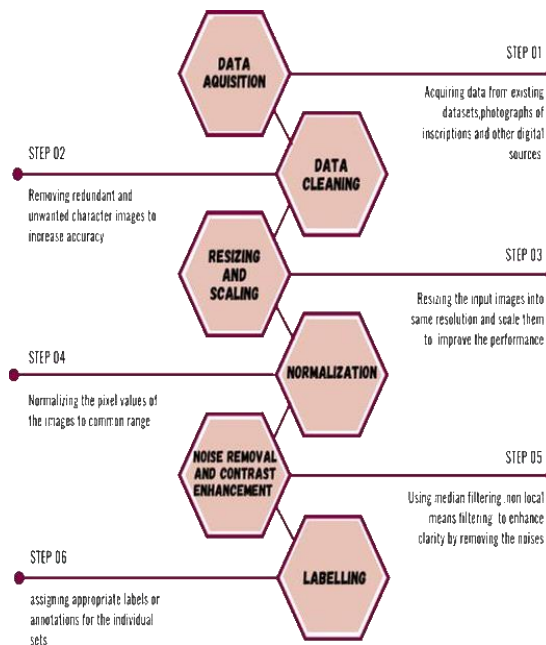 DATA
AQUISITION
STEP 01
Acquiring data from existing
datasets,photographs of
inscriptions and other digital
sources
STEP 02
Removing redundant and
unwanted character images to
increase accuracy
DATA
CLEANING
RESIZING
AND
SCALING
STEP 03
Resizing the input images into
same resolution and scale them
to improve the performance
STEP 04
Normalizing the pixel values of
the images to common range
NORMALIZATION
NOISE REMOVAL
AND CONTRAST
ENHANCEMENT
STEP 05
Using median filtering ,non local
means filtering to enhance
clarity by removing the noises
STEP 06
assigning appropriate labels or
annotations for the individual
sets
LABELLING